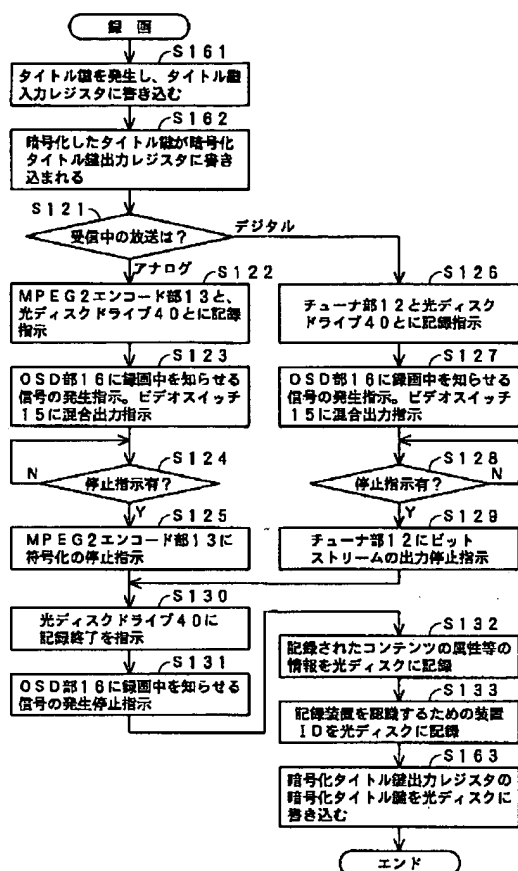 録画
S161
タイトル鍵を発生し、タイトル鍵
入力レジスタに書き込む
S162
暗号化したタイトル鍵が暗号化
タイトル鍵出力レジスタに書き
込まれる
S121
受信中の放送は?
デジタル
アナログ
S122
MPEG2エンコード部13と、
光ディスクドライブ40とに記録
指示
S123
OSD部16に録画中を知らせる
信号の発生指示。ビデオスイッチ
15に混合出力指示
S124
N
停止指示有?
Y
S125
MPEG2エンコード部13に
符号化の停止指示
S126
チューナ部12と光ディスク
ドライブ40とに記録指示
S127
OSD部16に録画中を知らせる
信号の発生指示。ビデオスイッチ
15に混合出力指示
S128
停止指示有?
N
Y
S129
チューナ部12にビット
ストリームの出力停止指示
S130
光ディスクドライブ40に
記録終了を指示
S131
OSD部16に録画中を知らせる
信号の発生停止指示
S132
記録されたコンテンツの属性等の
情報を光ディスクに記録
S133
記録装置を認識するための装置
IDを光ディスクに記録
S163
暗号化タイトル鍵出力レジスタの
暗号化タイトル鍵を光ディスクに
書き込む
エンド